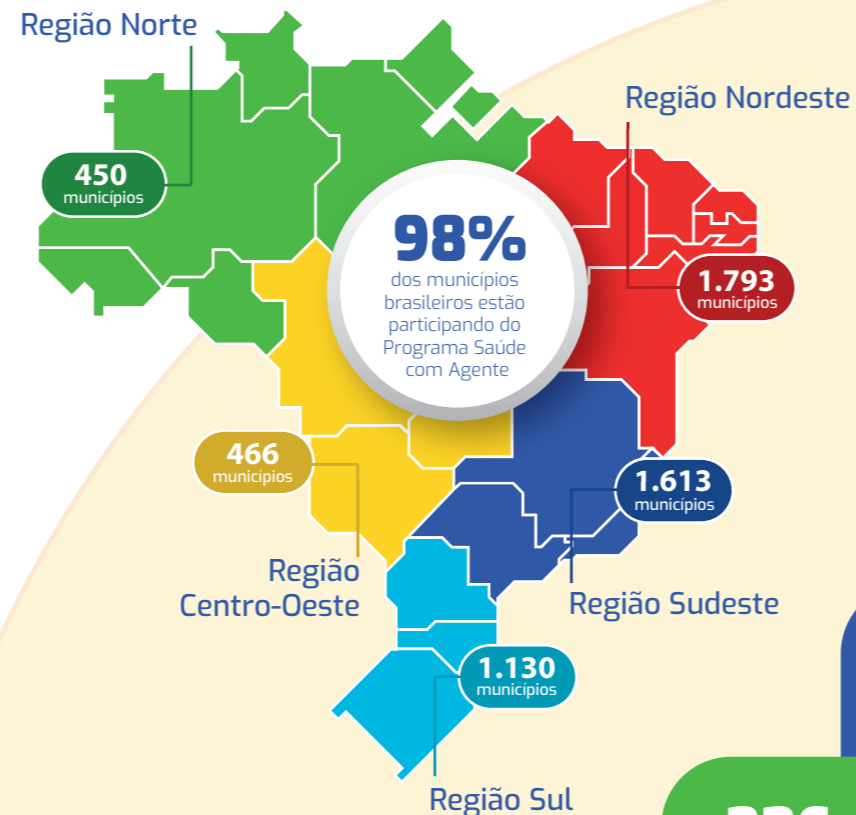 Região Norte
450
municípios
Região Nordeste
1.793
municípios
98%
dos municípios
brasileiros estão
participando do
Programa Saúde
com Agente
466
municípios
Região
Centro-Oeste
1.613
municípios
Região Sudeste
1.130
municípios
Região Sul